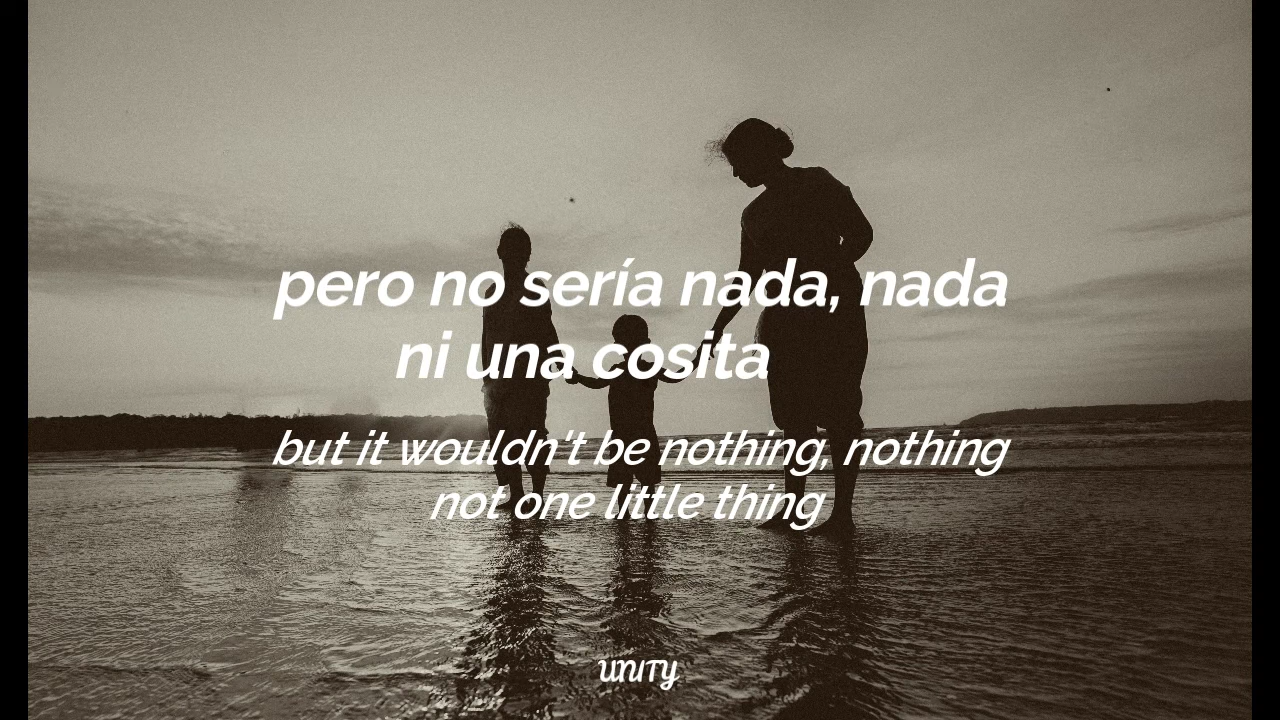 pero no sería nada, nada
ni una cosita
but it wouldn't be nothing, nothing
not one little thing
UNITY